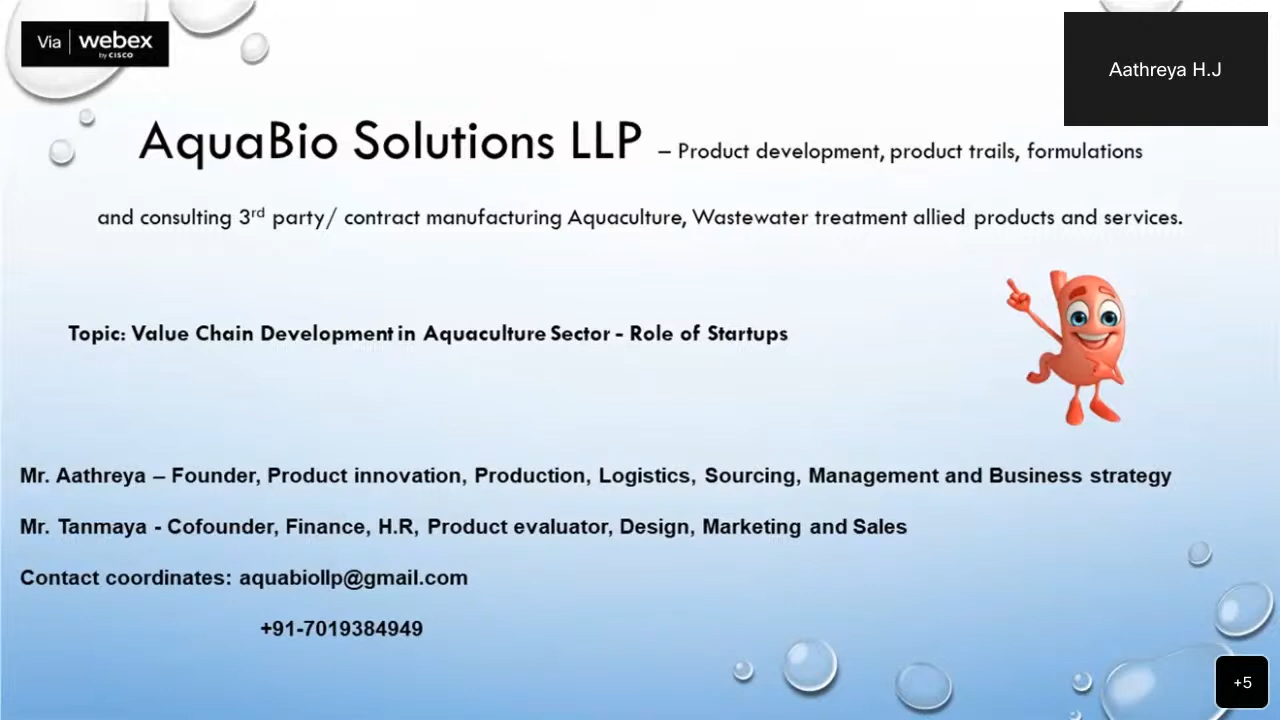 Via | webex
by CISCO
Aathreya H.J
AquaBio Solutions LLP – Product development, product trails, formulations
and consulting 3rd party/ contract manufacturing Aquaculture, Wastewater treatment allied products and services.
Topic: Value Chain Development in Aquaculture Sector - Role of Startups
Mr. Aathreya – Founder, Product innovation, Production, Logistics, Sourcing, Management and Business strategy
Mr. Tanmaya - Cofounder, Finance, H.R, Product evaluator, Design, Marketing and Sales
Contact coordinates: aquabiollp@gmail.com
+91-7019384949
+5